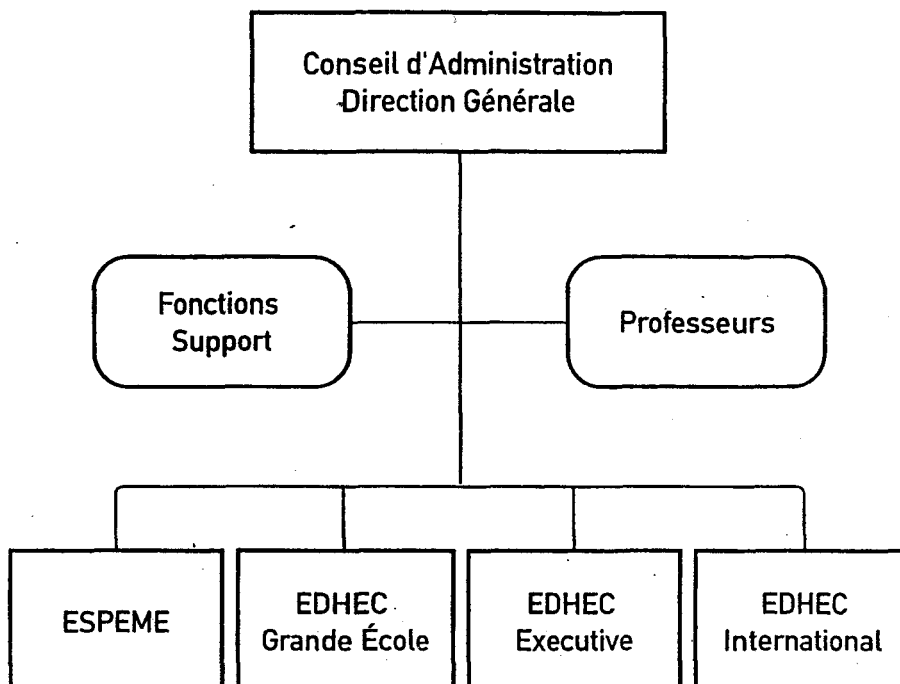 Conseil d'Administration
Direction Générale
Fonctions
Support
Professeurs
ESPEME
EDHEC
Grande École
EDHEC
Executive
EDHEC
International